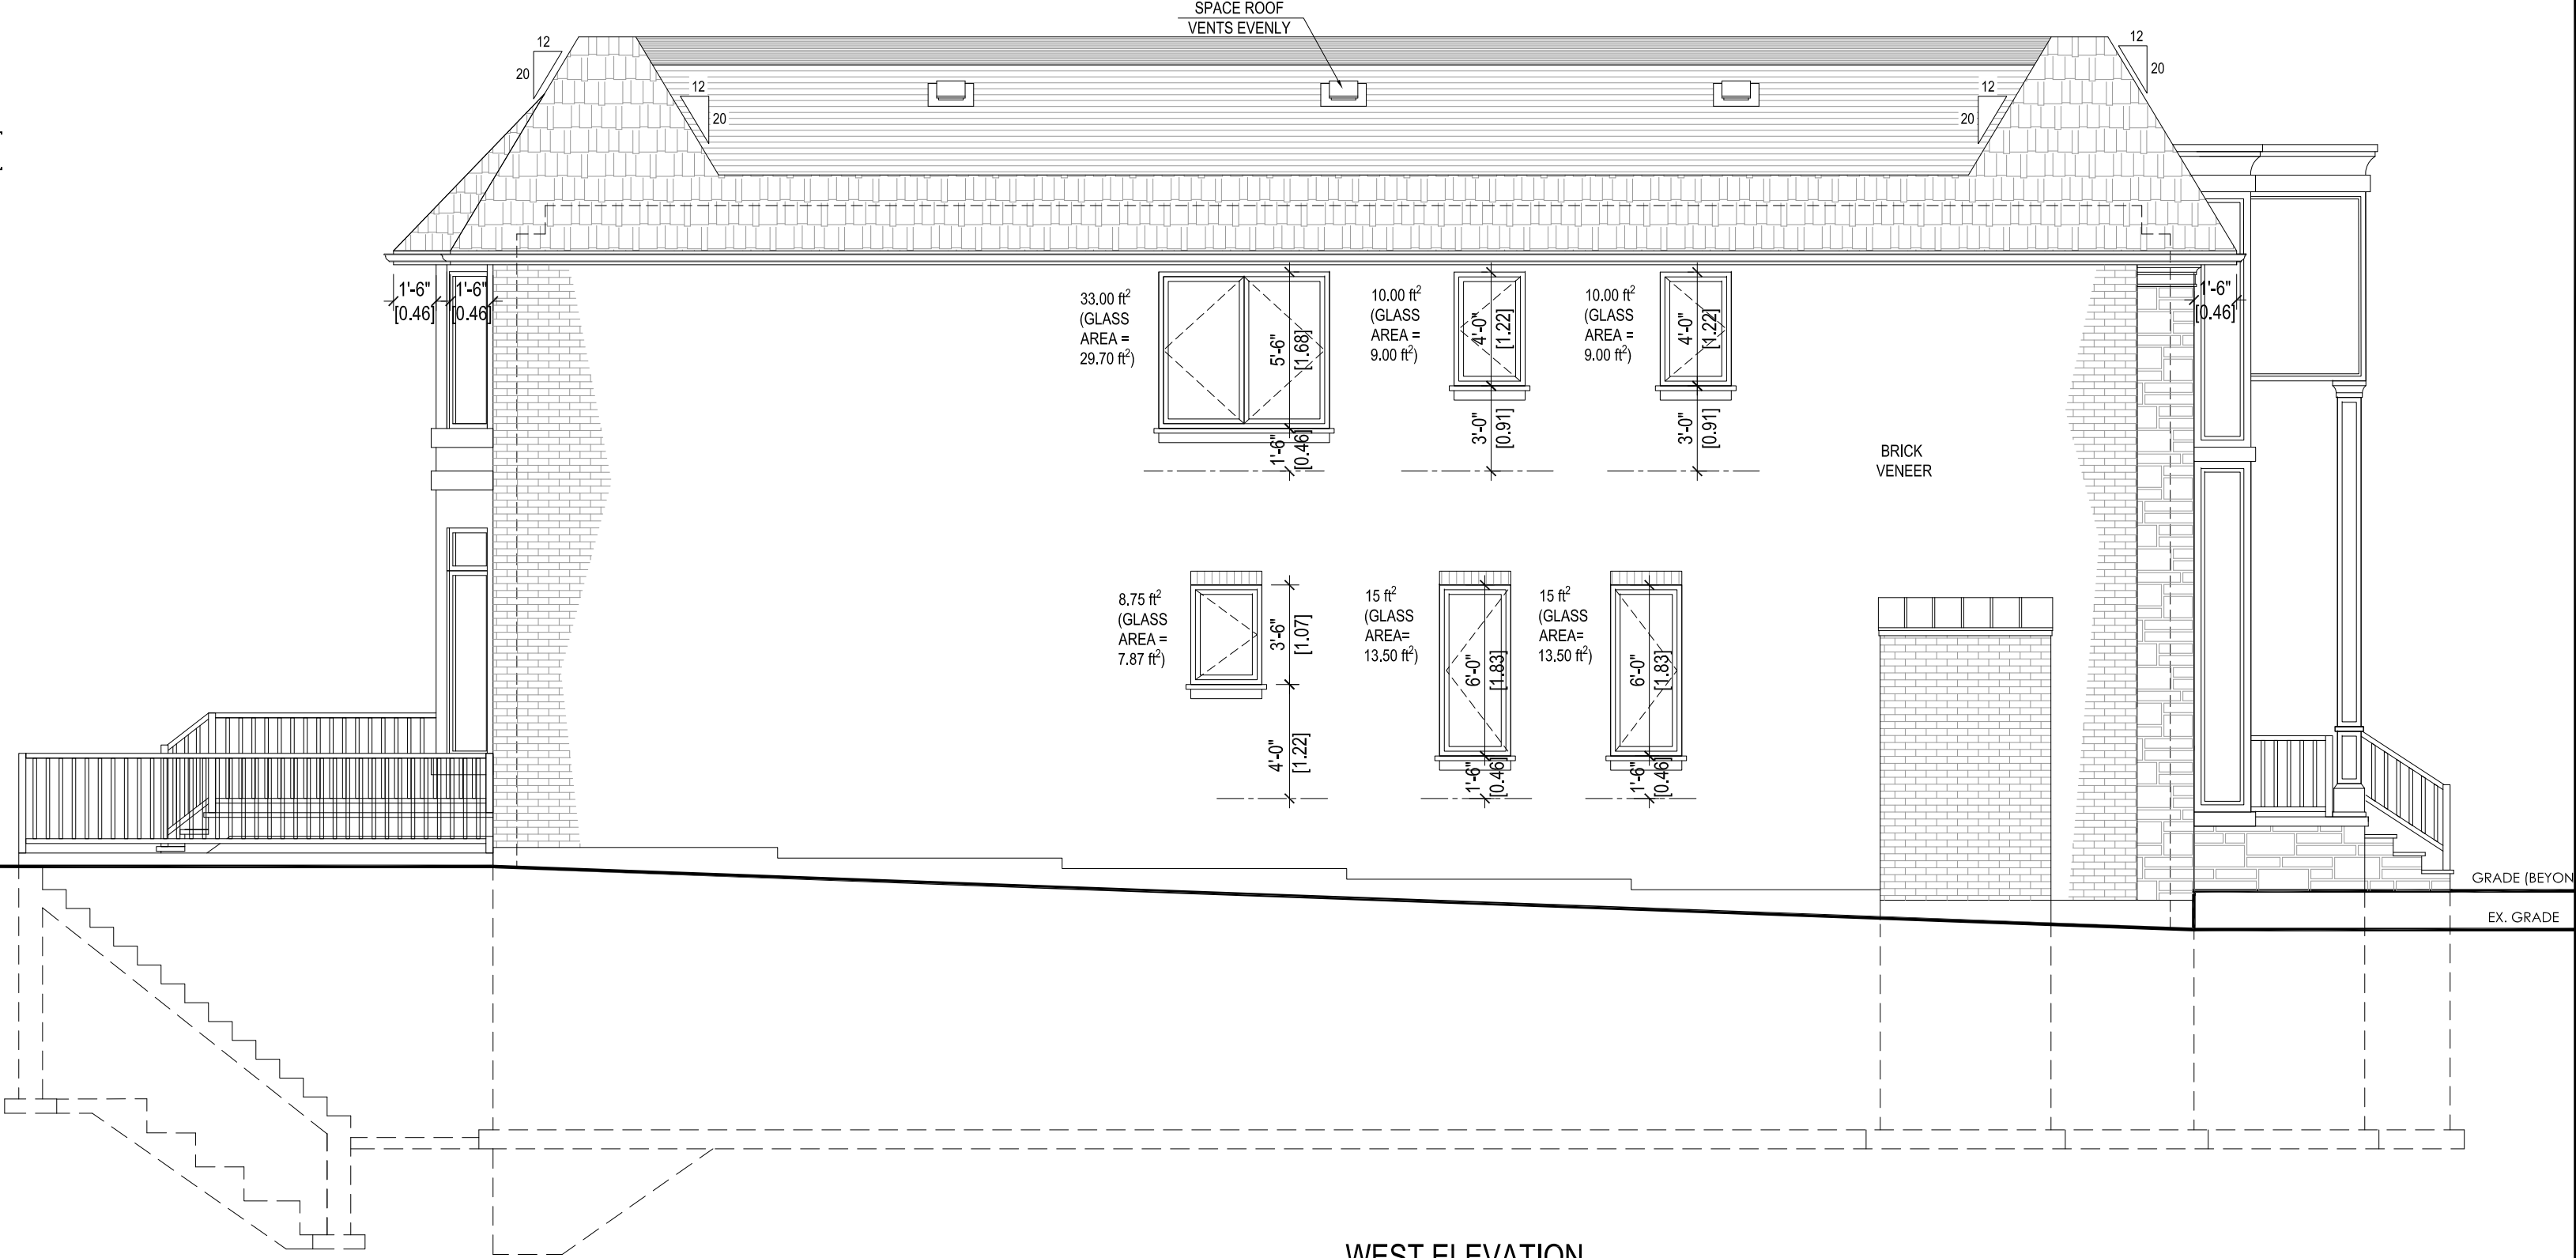 SPACE ROOF
VENTS EVENLY
12
20
12
20
12
20
12
20
1'-6"
[0.46]
1'-6"
[0.46]
33.00 ft²
(GLASS
AREA =
29.70 ft²)
5'-6"
[1.68]
1'-6"
[0.46]
10.00 ft²
(GLASS
AREA =
9.00 ft²)
4'-0"
[1.22]
3'-0"
[0.91]
10.00 ft²
(GLASS
AREA =
9.00 ft²)
4'-0"
[1.22]
3'-0"
[0.91]
1'-6"
[0.46]
BRICK
VENEER
8.75 ft²
(GLASS
AREA =
7.87 ft²)
3'-6"
[1.07]
4'-0"
[1.22]
15 ft²
(GLASS
AREA=
13.50 ft²)
6'-0"
[1.83]
1'-6"
[0.46]
15 ft²
(GLASS
AREA=
13.50 ft²)
6'-0"
[1.83]
1'-6"
[0.46]
GRADE (BEYON
EX. GRADE
WEST ELEVATION